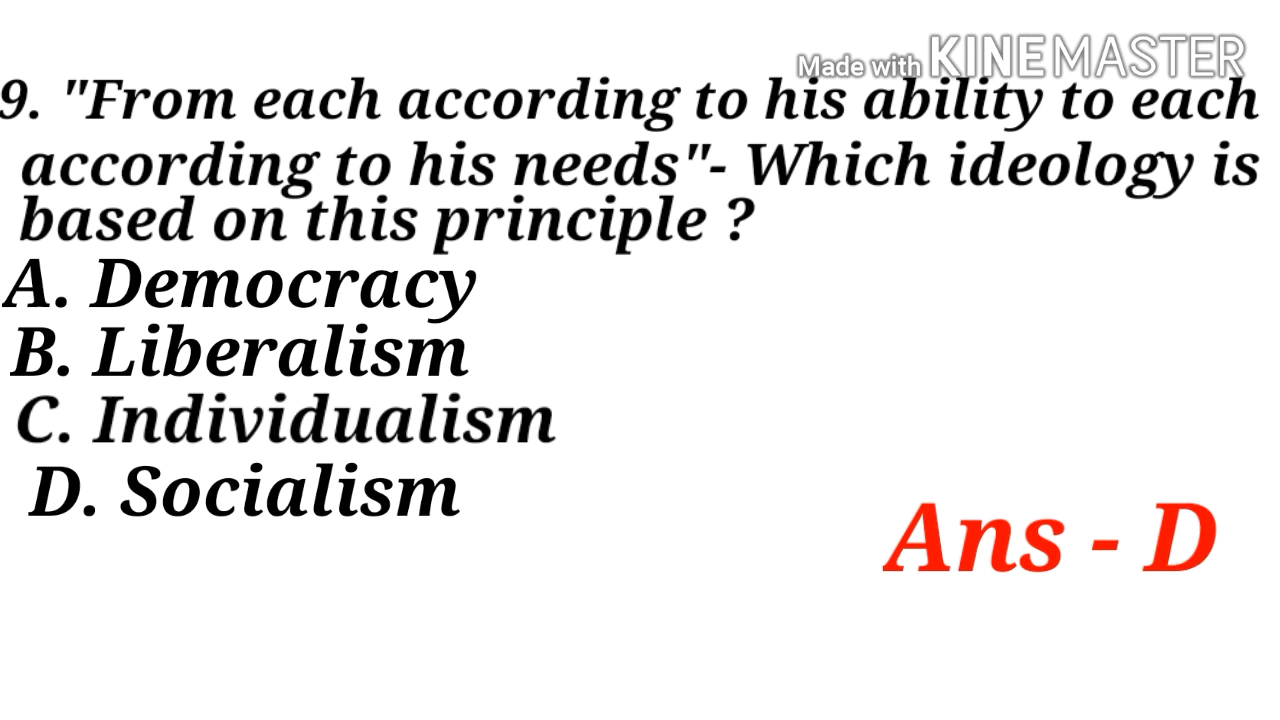 Made with KINEMASTER
9. "From each according to his ability to each
according to his needs"- Which ideology is
based on this principle ?
A. Democracy
B. Liberalism
C. Individualism
D. Socialism
Ans - D